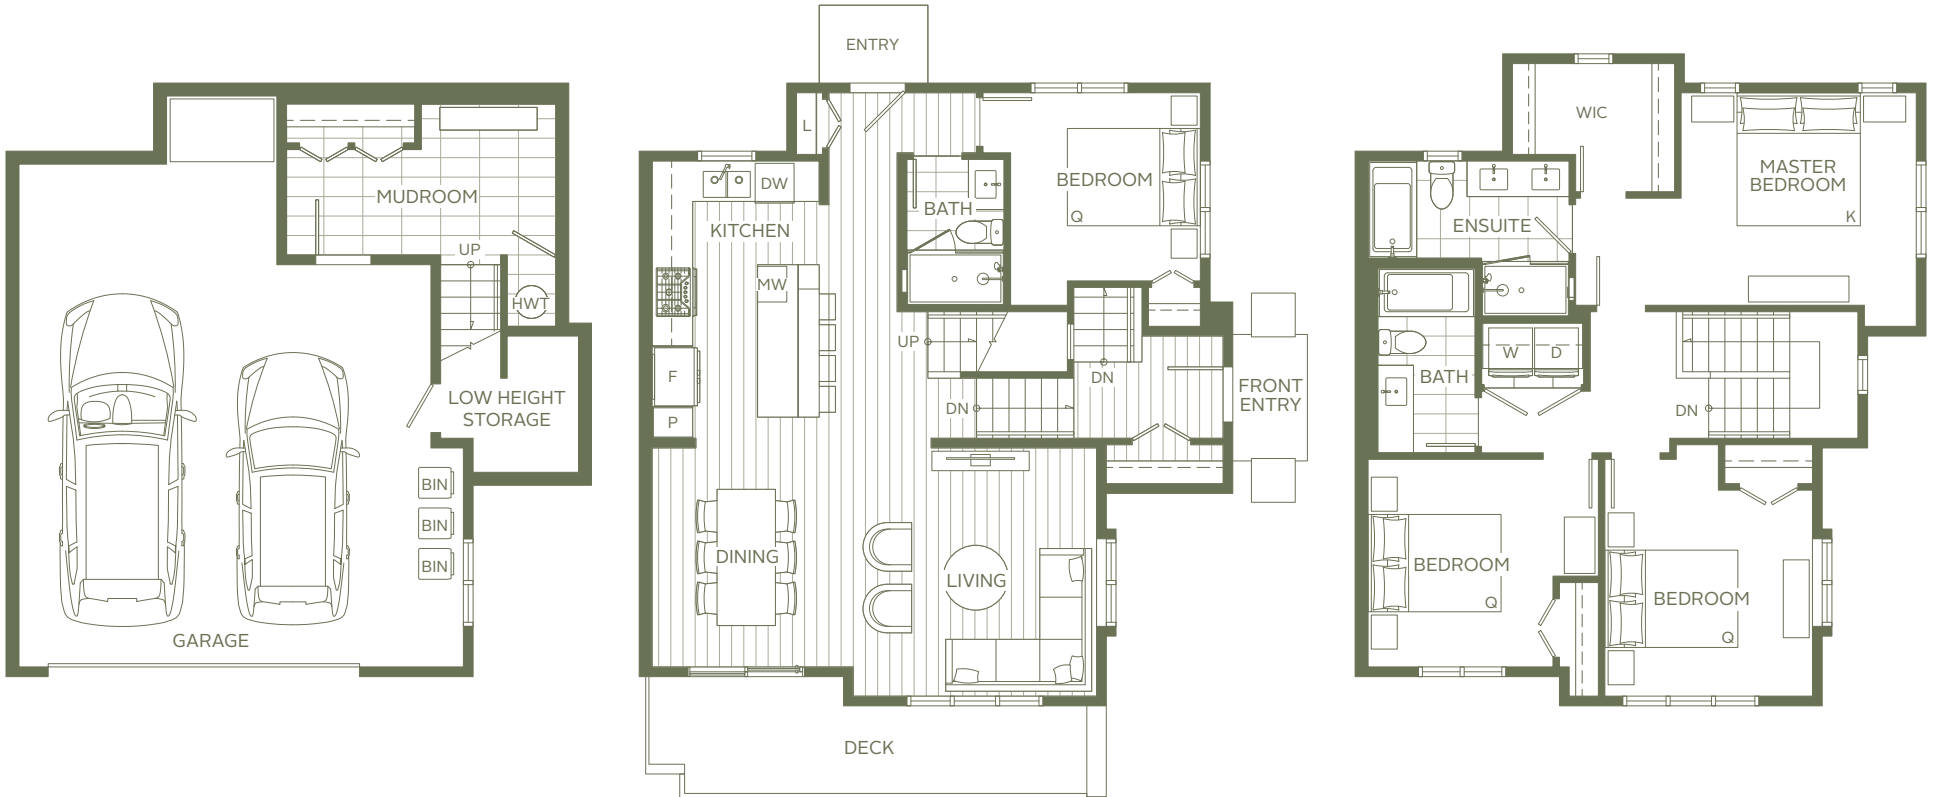 MUDROOM
UP
HWT
LOW HEIGHT
STORAGE
BIN
BIN
BIN
GARAGE
ENTRY
L
DW
KITCHEN
BATH
BEDROOM
Q
MW
UP
F
DN
DN
P
FRONT
ENTRY
DINING
LIVING
DECK
WIC
MASTER
BEDROOM
K
ENSUITE
W
D
BATH
DN
BEDROOM
Q
BEDROOM
Q